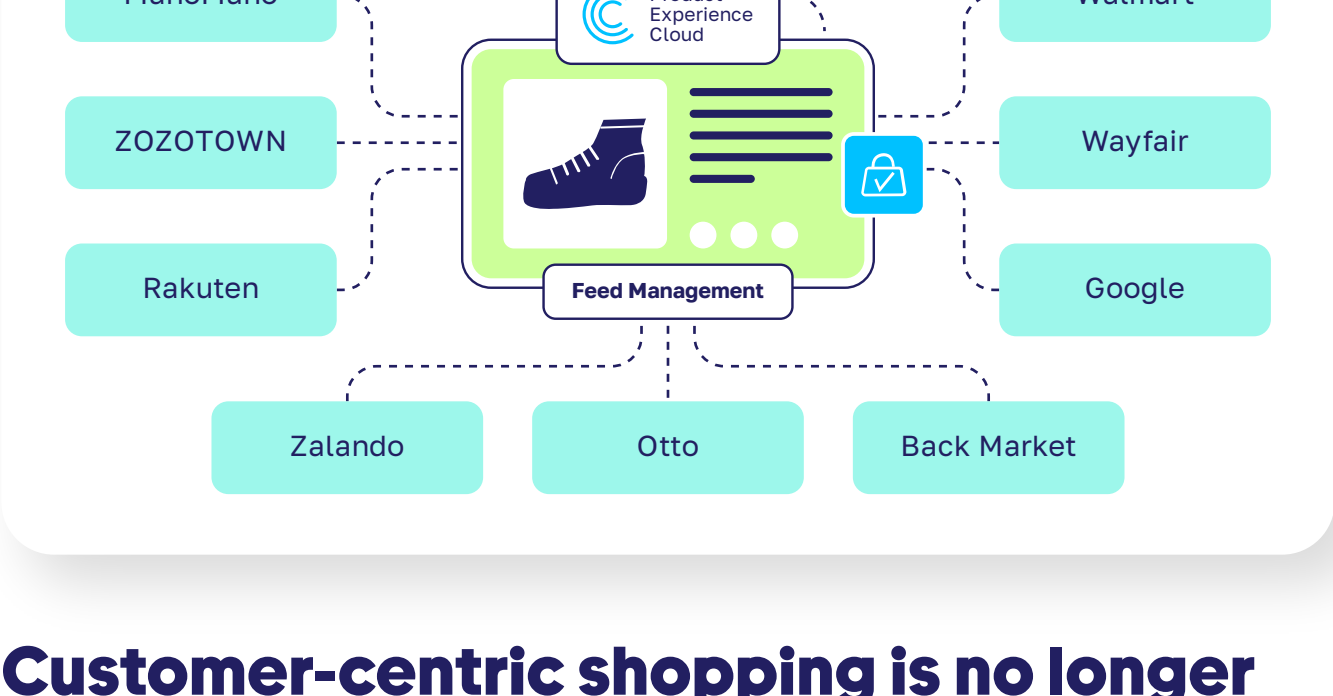 Experience
Cloud
ZOZOTOWN
Wayfair
Rakuten
Feed Management
Google
Zalando
Otto
Back Market
Customer-centric shopping is no longer